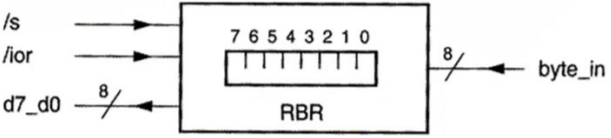 /s
7 6 5 4 3 2 1 0
/ior
8
byte_in
8
d7_d0
RBR